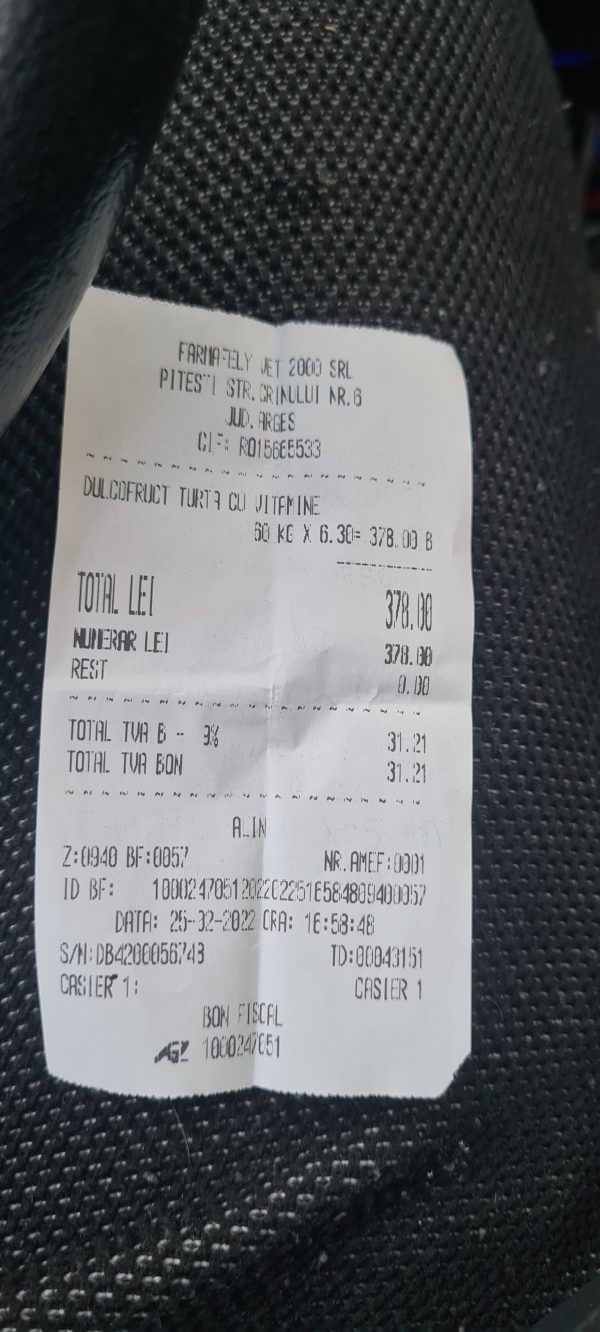 FARMAFELY VET 2000 SRL
PITESTI STR.CRINULUI NR.6
JUD. ARGES
CIF: RO15665533
DULCOFRUCT TURTA CU VITAMINE
60 KG X 6.30= 378.00 B
TOTAL LEI 378.00
NUMERAR LEI 378.00
REST 0.00
TOTAL TVA B - 9% 31.21
TOTAL TVA BON 31.21
ALIN
Z:0940 BF:0057 NR.AMEF:0001
ID BF: 10002470512022022516584809400057
DATA: 25-02-2022 ORA: 16:58:48
S/N:DB4200056743 TD:00043151
CASIER 1: CASIER 1
BON FISCAL
1000247051